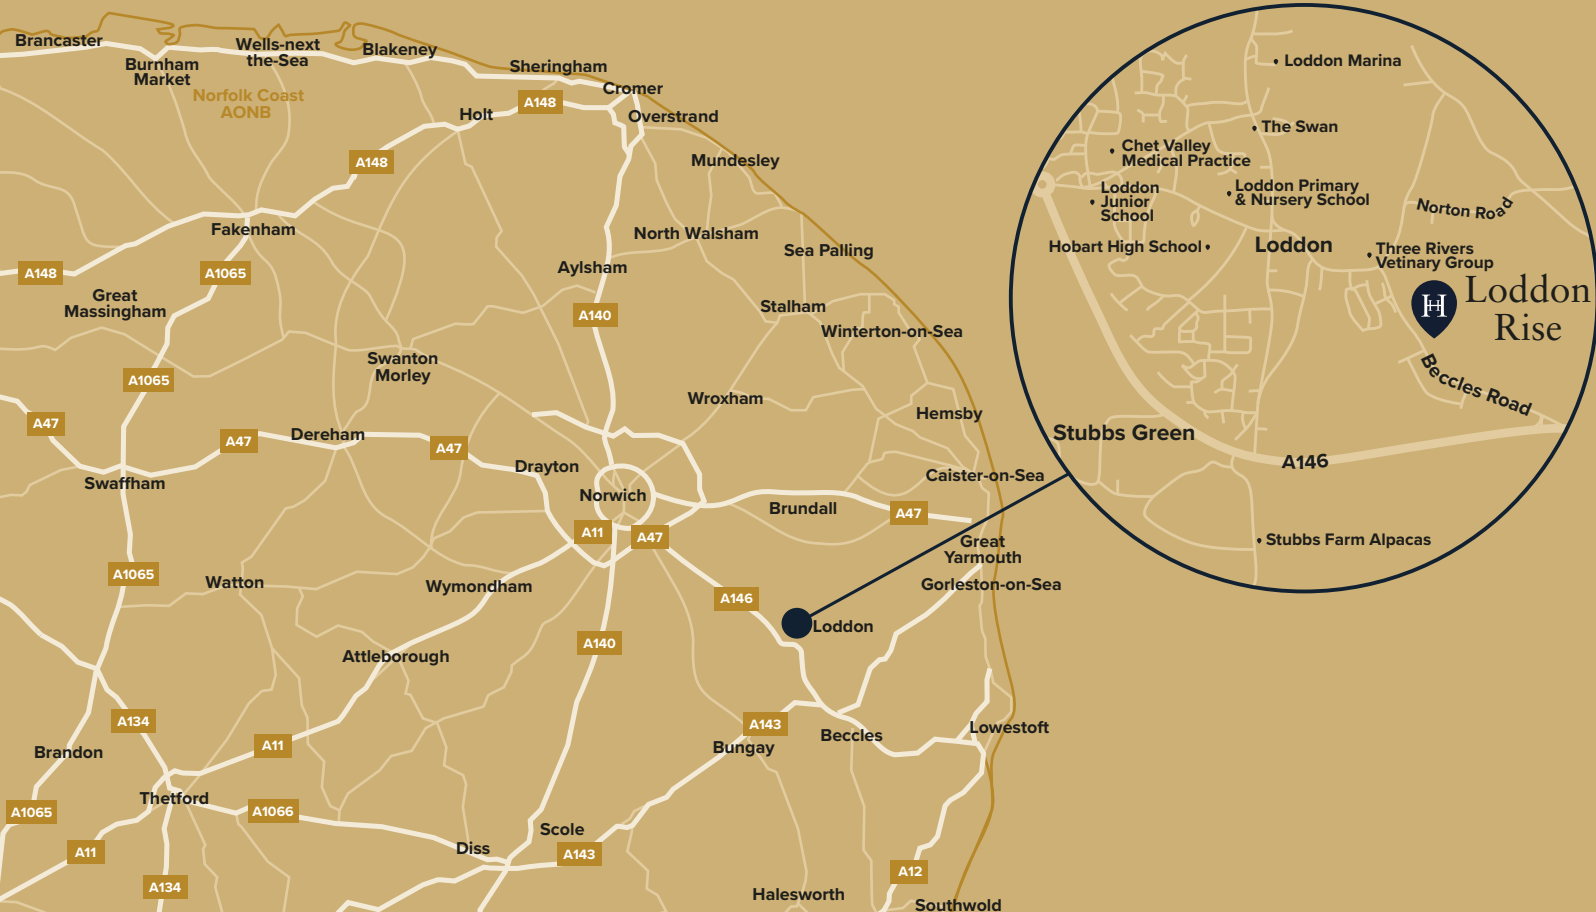 Brancaster
Burnham
Market
Wells-next
the-Sea
Blakeney
Norfolk Coast
AONB
Sheringham
Cromer
A148
Holt
Overstrand
A148
Mundesley
Fakenham
North Walsham
Sea Palling
A148
A1065
Aylsham
Great
Massingham
A140
Stalham
Winterton-on-Sea
Swanton
Morley
A1065
Wroxham
Hemsby
A47
A47
Dereham
A47
Drayton
Swaffham
Norwich
Caister-on-Sea
Brundall
A47
A11
A47
Great
Yarmouth
A1065
Watton
Wymondham
Gorleston-on-Sea
A146
Loddon
A140
Attleborough
A134
A143
Beccles
Lowestoft
Brandon
A11
Bungay
Thetford
A1065
A1066
Scole
Diss
A143
A11
A134
A12
Halesworth
Southwold
Loddon Marina
The Swan
Chet Valley
Medical Practice
Loddon
Junior
School
Loddon Primary
& Nursery School
Norton Road
Hobart High School
Loddon
Three Rivers
Vetinary Group
H
Loddon
Rise
Beccles Road
Stubbs Green
A146
Stubbs Farm Alpacas